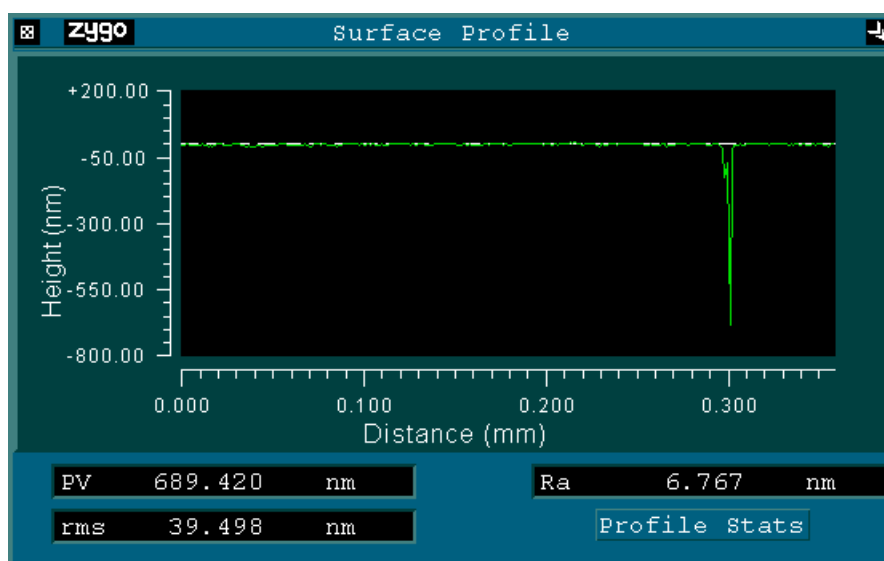 zygo Surface Profile
+200.00
-50.00
-300.00
-550.00
-800.00
Height (nm)
0.000 0.100 0.200 0.300
Distance (mm)
PV 689.420 nm Ra 6.767 nm
rms 39.498 nm Profile Stats